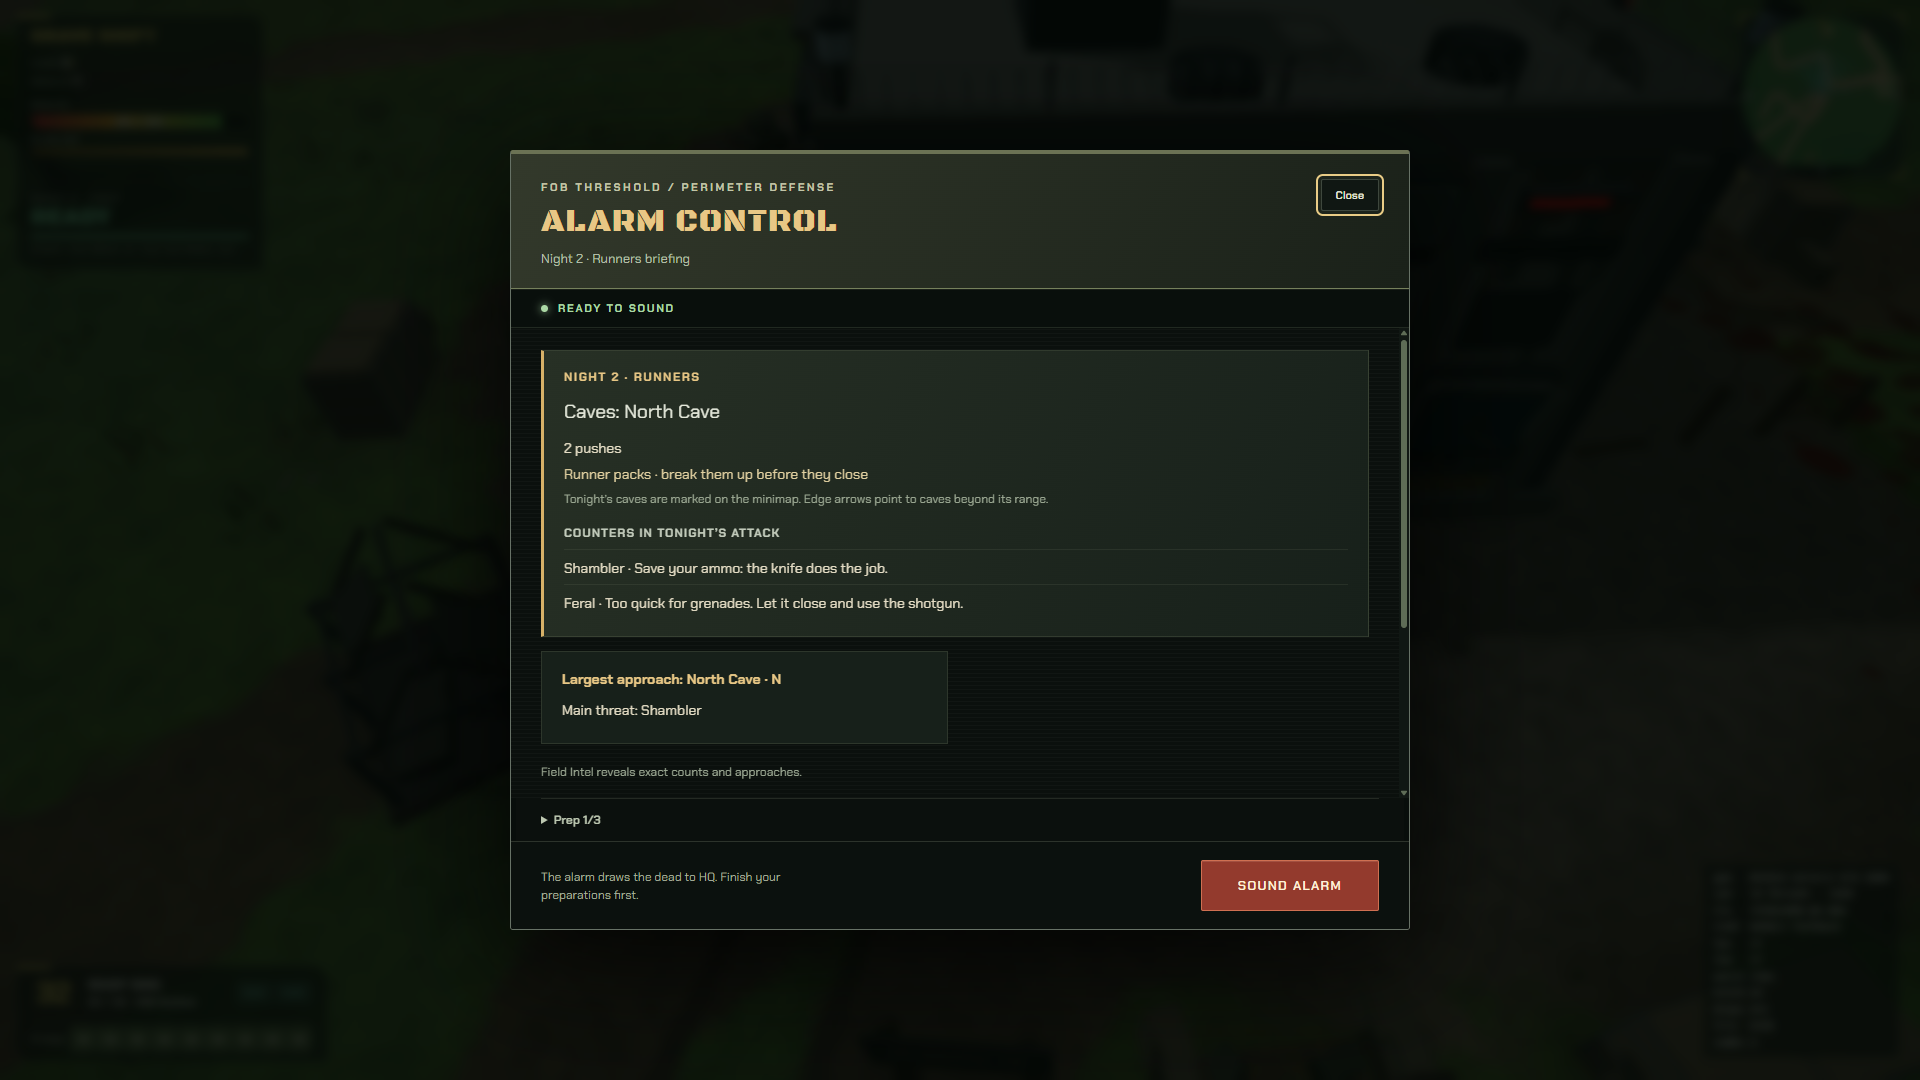 FOB THRESHOLD / PERIMETER DEFENSE
ALARM CONTROL
Night 2 · Runners briefing
Close
READY TO SOUND
NIGHT 2 · RUNNERS
Caves: North Cave
2 pushes
Runner packs · break them up before they close
Tonight's caves are marked on the minimap. Edge arrows point to caves beyond its range.
COUNTERS IN TONIGHT'S ATTACK
Shambler · Save your ammo: the knife does the job.
Feral · Too quick for grenades. Let it close and use the shotgun.
Largest approach: North Cave · N
Main threat: Shambler
Field Intel reveals exact counts and approaches.
Prep 1/3
The alarm draws the dead to HQ. Finish your
preparations first.
SOUND ALARM